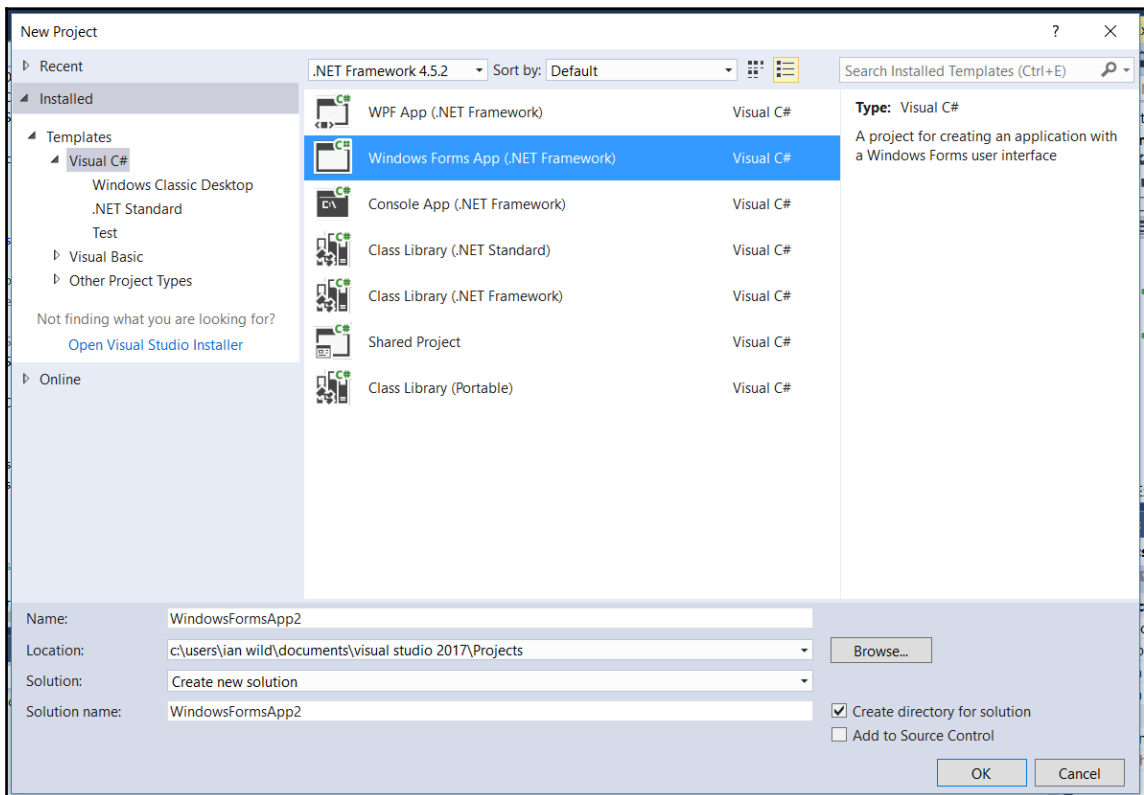 New Project
?
Recent
Installed
Templates
Visual C#
Windows Classic Desktop
.NET Standard
Test
Visual Basic
Other Project Types
Not finding what you are looking for?
Open Visual Studio Installer
Online
.NET Framework 4.5.2 Sort by: Default
Search Installed Templates (Ctrl+E)
C# WPF App (.NET Framework) Visual C#
C# Windows Forms App (.NET Framework) Visual C#
C# Console App (.NET Framework) Visual C#
C# Class Library (.NET Standard) Visual C#
C# Class Library (.NET Framework) Visual C#
C# Shared Project Visual C#
C# Class Library (Portable) Visual C#
Type: Visual C#
A project for creating an application with
a Windows Forms user interface
Name: WindowsFormsApp2
Location: c:\users\ian wild\documents\visual studio 2017\Projects
Browse...
Solution: Create new solution
Solution name: WindowsFormsApp2
Create directory for solution
Add to Source Control
OK Cancel